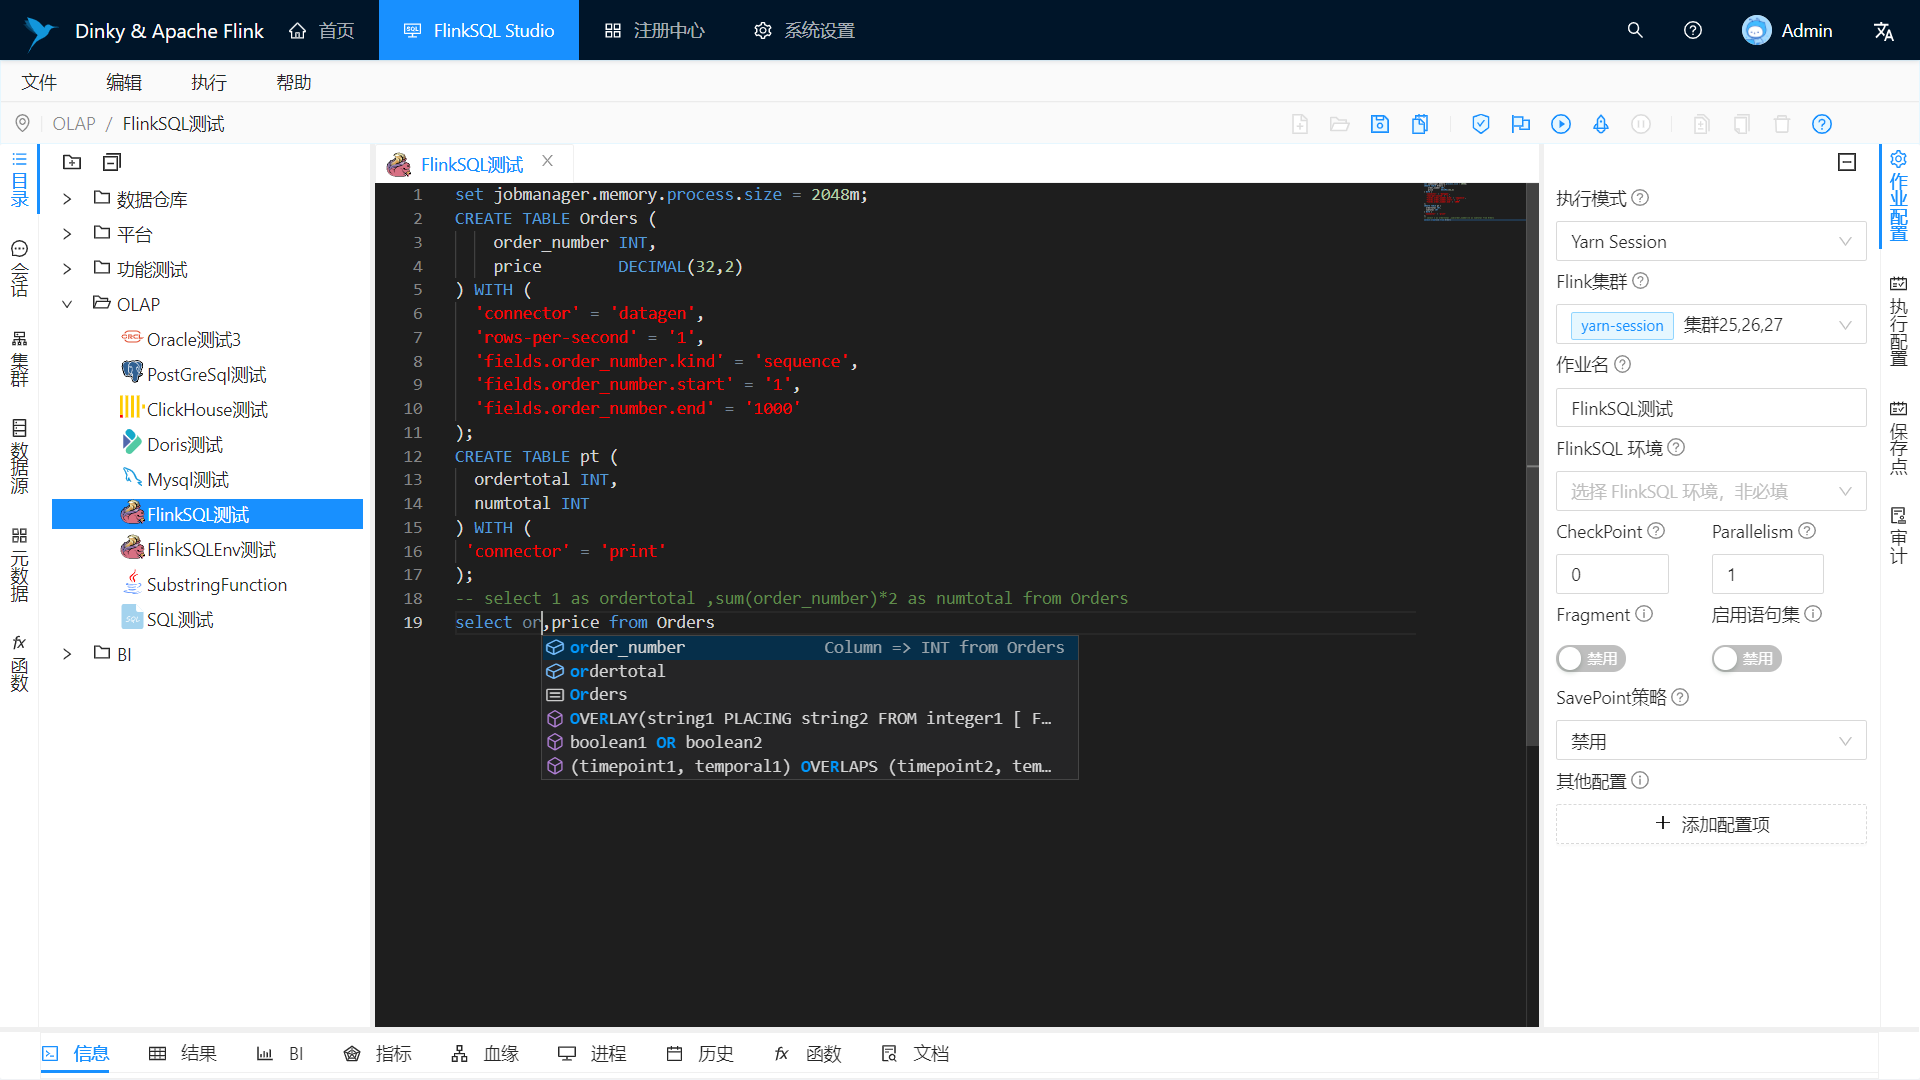 Dinky & Apache Flink 首页 FlinkSQL Studio 注册中心 系统设置 Admin
文件 编辑 执行 帮助
OLAP / FlinkSQL测试
目录
会话
集群
数据源
元数据
fx 函数
数据仓库
平台
功能测试
OLAP
Oracle测试3
PostGreSql测试
ClickHouse测试
Doris测试
Mysql测试
FlinkSQL测试
FlinkSQLEnv测试
SubstringFunction
SQL测试
BI
FlinkSQL测试
1 set jobmanager.memory.process.size = 2048m;
2 CREATE TABLE Orders (
3 order_number INT,
4 price DECIMAL(32,2)
5 ) WITH (
6 'connector' = 'datagen',
7 'rows-per-second' = '1',
8 'fields.order_number.kind' = 'sequence',
9 'fields.order_number.start' = '1',
10 'fields.order_number.end' = '1000'
11 );
12 CREATE TABLE pt (
13 ordertotal INT,
14 numtotal INT
15 ) WITH (
16 'connector' = 'print'
17 );
18 -- select 1 as ordertotal ,sum(order_number)*2 as numtotal from Orders
19 select or,price from Orders
order_number Column => INT from Orders
ordertotal
Orders
OVERLAY(string1 PLACING string2 FROM integer1 [ F…
boolean1 OR boolean2
(timepoint1, temporal1) OVERLAPS (timepoint2, tem…
执行模式
Yarn Session
Flink集群
yarn-session 集群25,26,27
作业名
FlinkSQL测试
FlinkSQL 环境
选择 FlinkSQL 环境，非必填
CheckPoint Parallelism
0 1
Fragment 启用语句集
禁用 禁用
SavePoint策略
禁用
其他配置
添加配置项
作业配置
执行配置
保存点
审计
信息 结果 BI 指标 血缘 进程 历史 fx 函数 文档